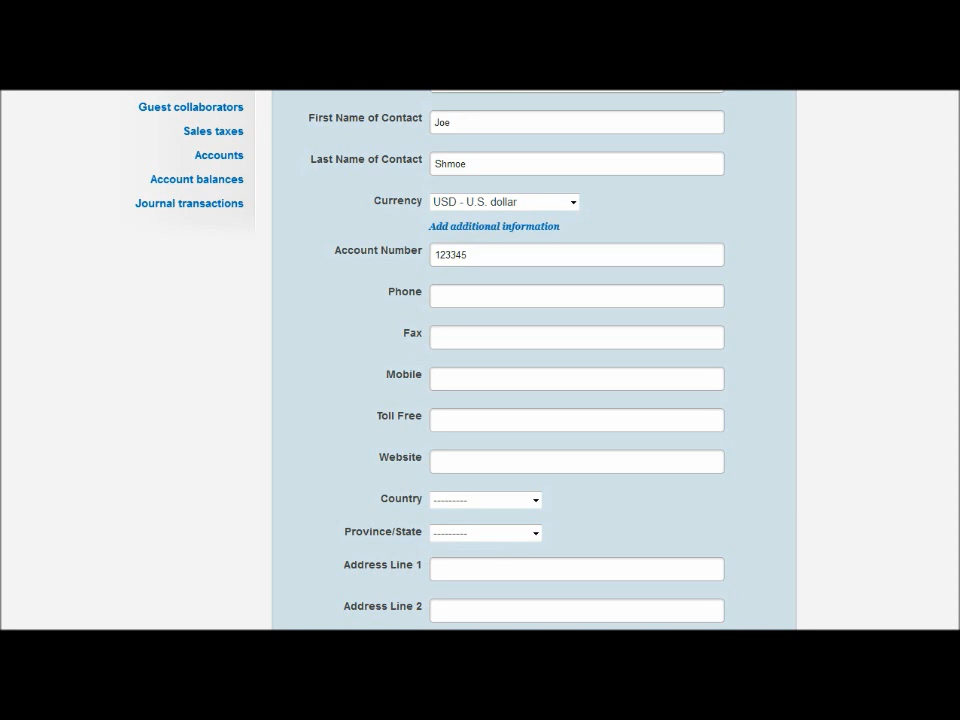 Guest collaborators
Sales taxes
Accounts
Account balances
Journal transactions
First Name of Contact Joe
Last Name of Contact Shmoe
Currency USD - U.S. dollar
Add additional information
Account Number 123345
Phone
Fax
Mobile
Toll Free
Website
Country ---------
Province/State ---------
Address Line 1
Address Line 2